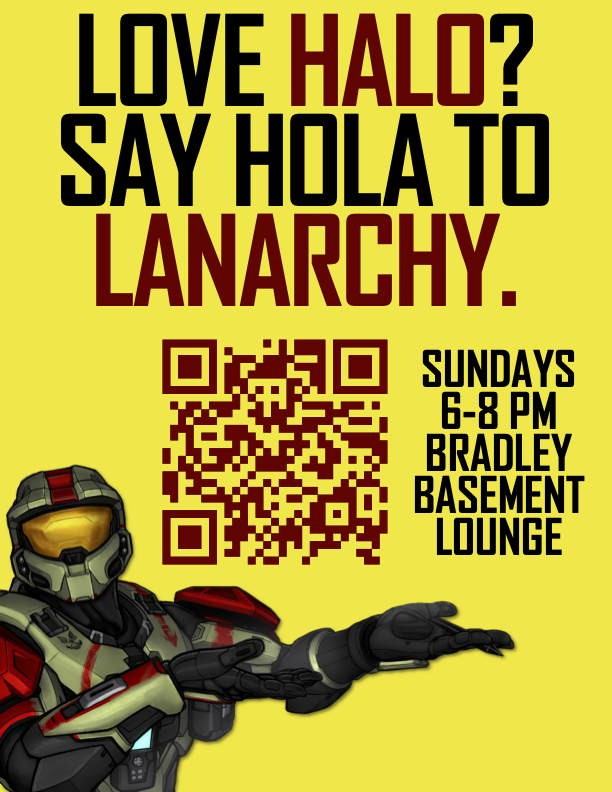 LOVE HALO?
SAY HOLA TO
LANARCHY.
SUNDAYS
6-8 PM
BRADLEY
BASEMENT
LOUNGE